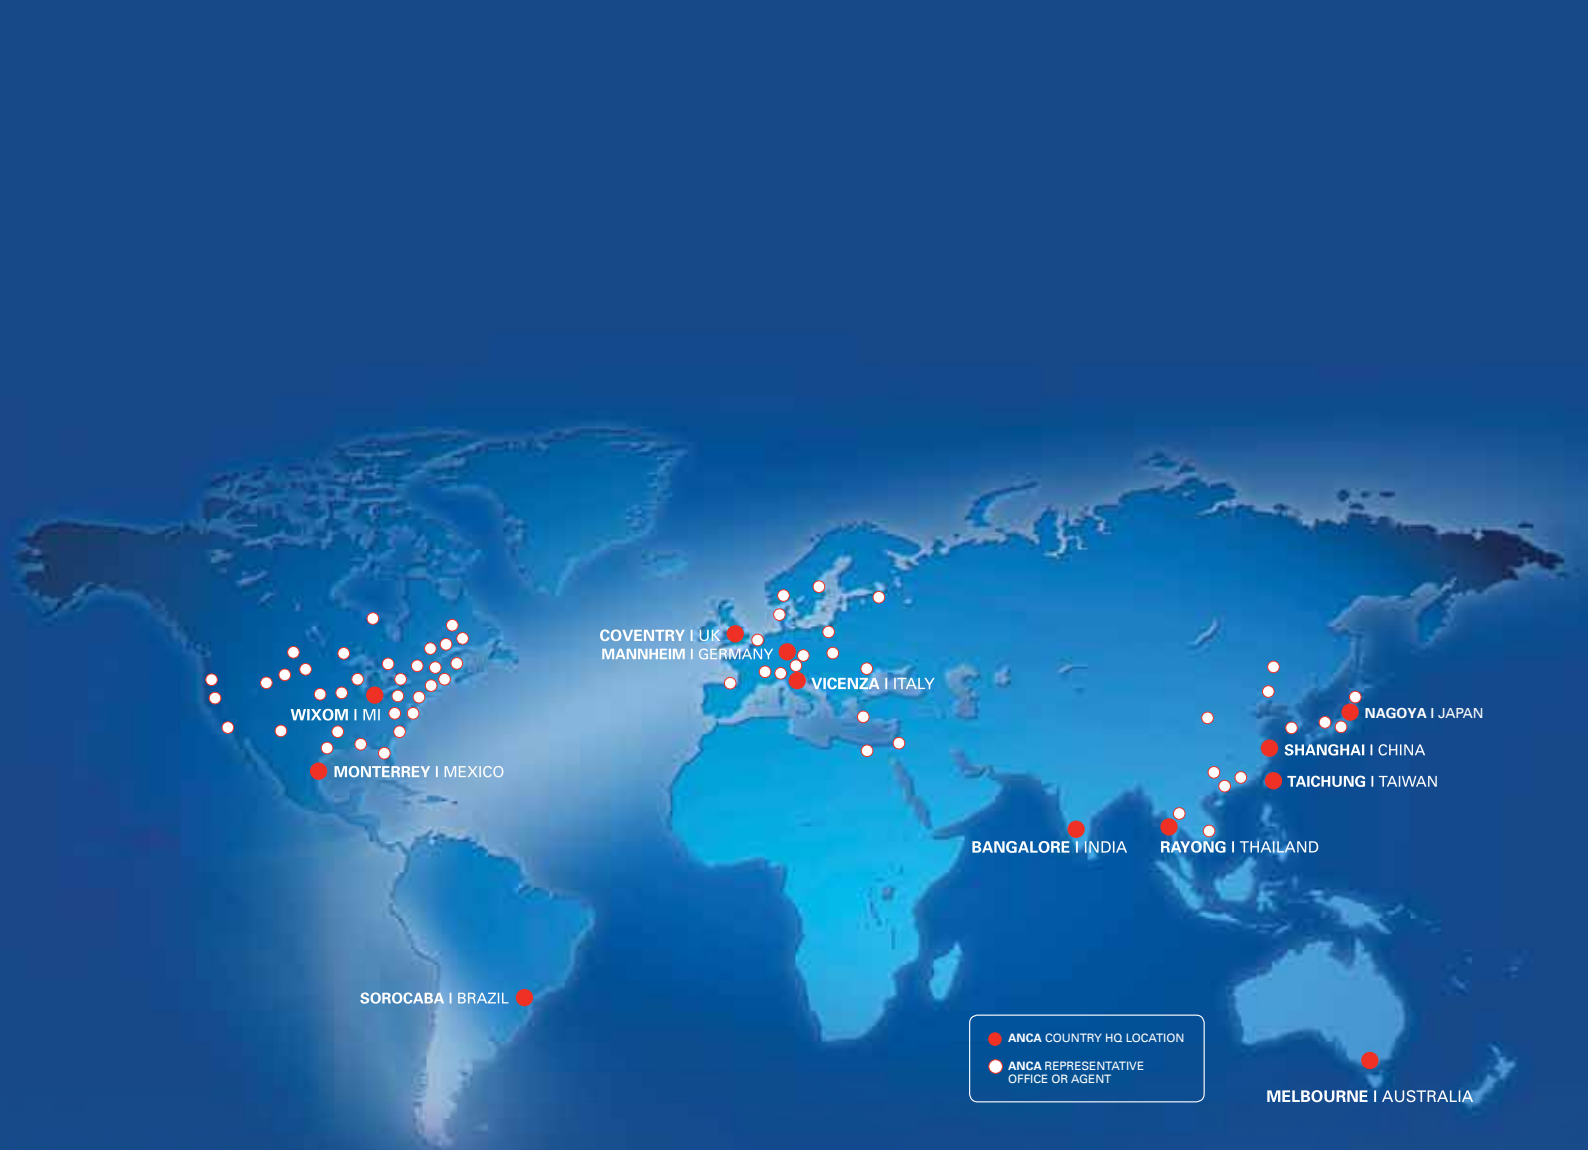 COVENTRY I UK
MANNHEIM I GERMANY
VICENZA I ITALY
WIXOM I MI
NAGOYA I JAPAN
SHANGHAI I CHINA
MONTERREY I MEXICO
TAICHUNG I TAIWAN
BANGALORE I INDIA
RAYONG I THAILAND
SOROCABA I BRAZIL
ANCA COUNTRY HQ LOCATION
ANCA REPRESENTATIVE
OFFICE OR AGENT
MELBOURNE I AUSTRALIA